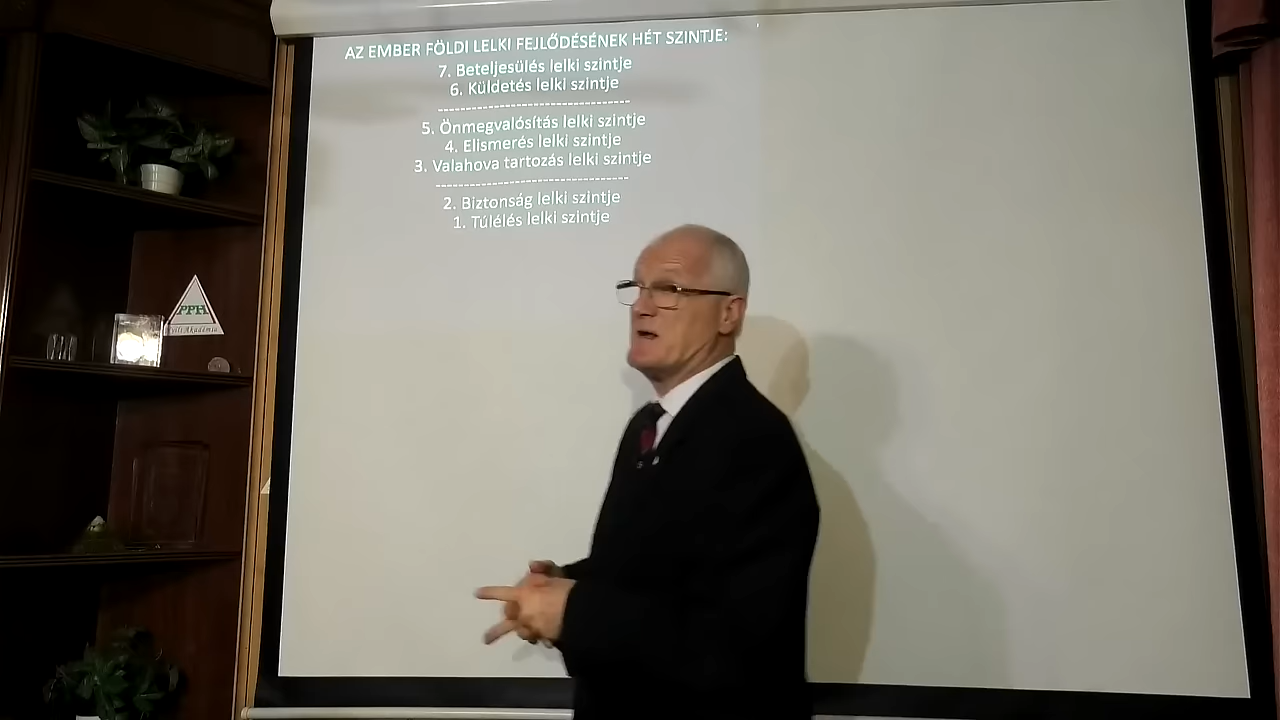 AZ EMBER FÖLDI LELKI FEJLŐDÉSÉNEK HÉT SZINTJE:
7. Beteljesülés lelki szintje
6. Küldetés lelki szintje
---------------------------------
5. Önmegvalósítás lelki szintje
4. Elismerés lelki szintje
3. Valahova tartozás lelki szintje
---------------------------------
2. Biztonság lelki szintje
1. Túlélés lelki szintje
PPH
Akadémia